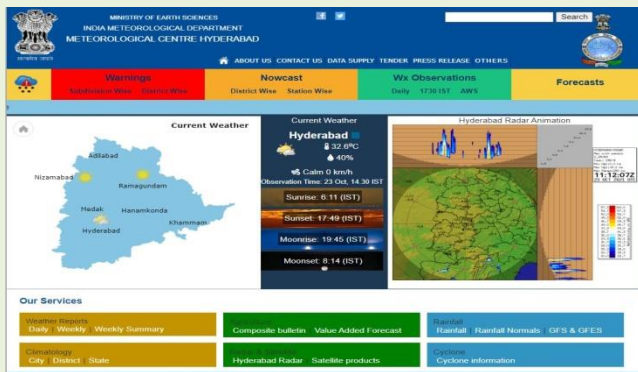 MINISTRY OF EARTH SCIENCES
INDIA METEOROLOGICAL DEPARTMENT
METEOROLOGICAL CENTRE HYDERABAD
Search
ABOUT US CONTACT US DATA SUPPLY TENDER PRESS RELEASE OTHERS
Warnings
Subdivision Wise District Wise
Nowcast
District Wise Station Wise
Wx Observations
Daily 1730 IST AWS
Forecasts
Current Weather
Adilabad
Nizamabad
Ramagundam
Medak Hanamkonda
Khammam
Hyderabad
Current Weather
Hyderabad
32.6°C
40%
Calm 0 km/h
Observation Time: 23 Oct, 14.30 IST
Sunrise: 6:11 (IST)
Sunset: 17:49 (IST)
Moonrise: 19:45 (IST)
Moonset: 8:14 (IST)
Hyderabad Radar Animation
11:12:07Z
Our Services
Weather Reports
Daily | Weekly | Weekly Summary
Composite bulletin Value Added Forecast
Rainfall
Rainfall | Rainfall Normals | GFS & GFES
Climatology
City | District | State
Hyderabad Radar Satellite products
Cyclone
Cyclone information